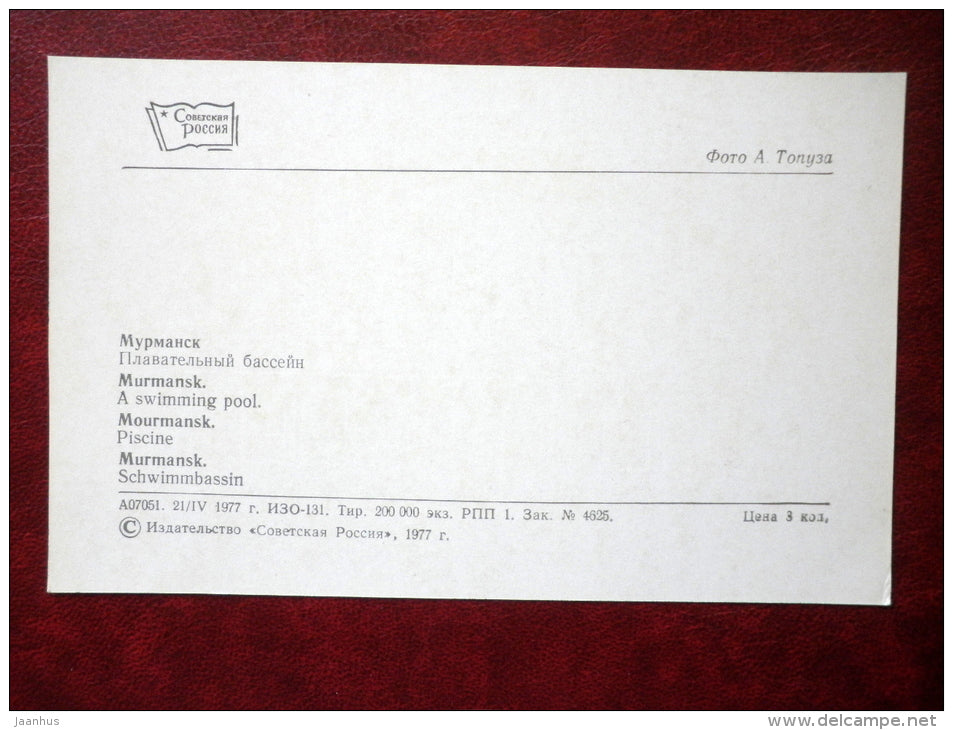 Советская
Россия
Фото А. Топуза
Мурманск
Плавательный бассейн
Murmansk.
A swimming pool.
Mourmansk.
Piscine
Murmansk.
Schwimmbassin
А07051. 21/IV 1977 г. ИЗО-131. Тир. 200 000 экз. РПП 1. Зак. № 4625. Цена 3 коп.
© Издательство «Советская Россия», 1977 г.
jaanhus
www.delcampe.net